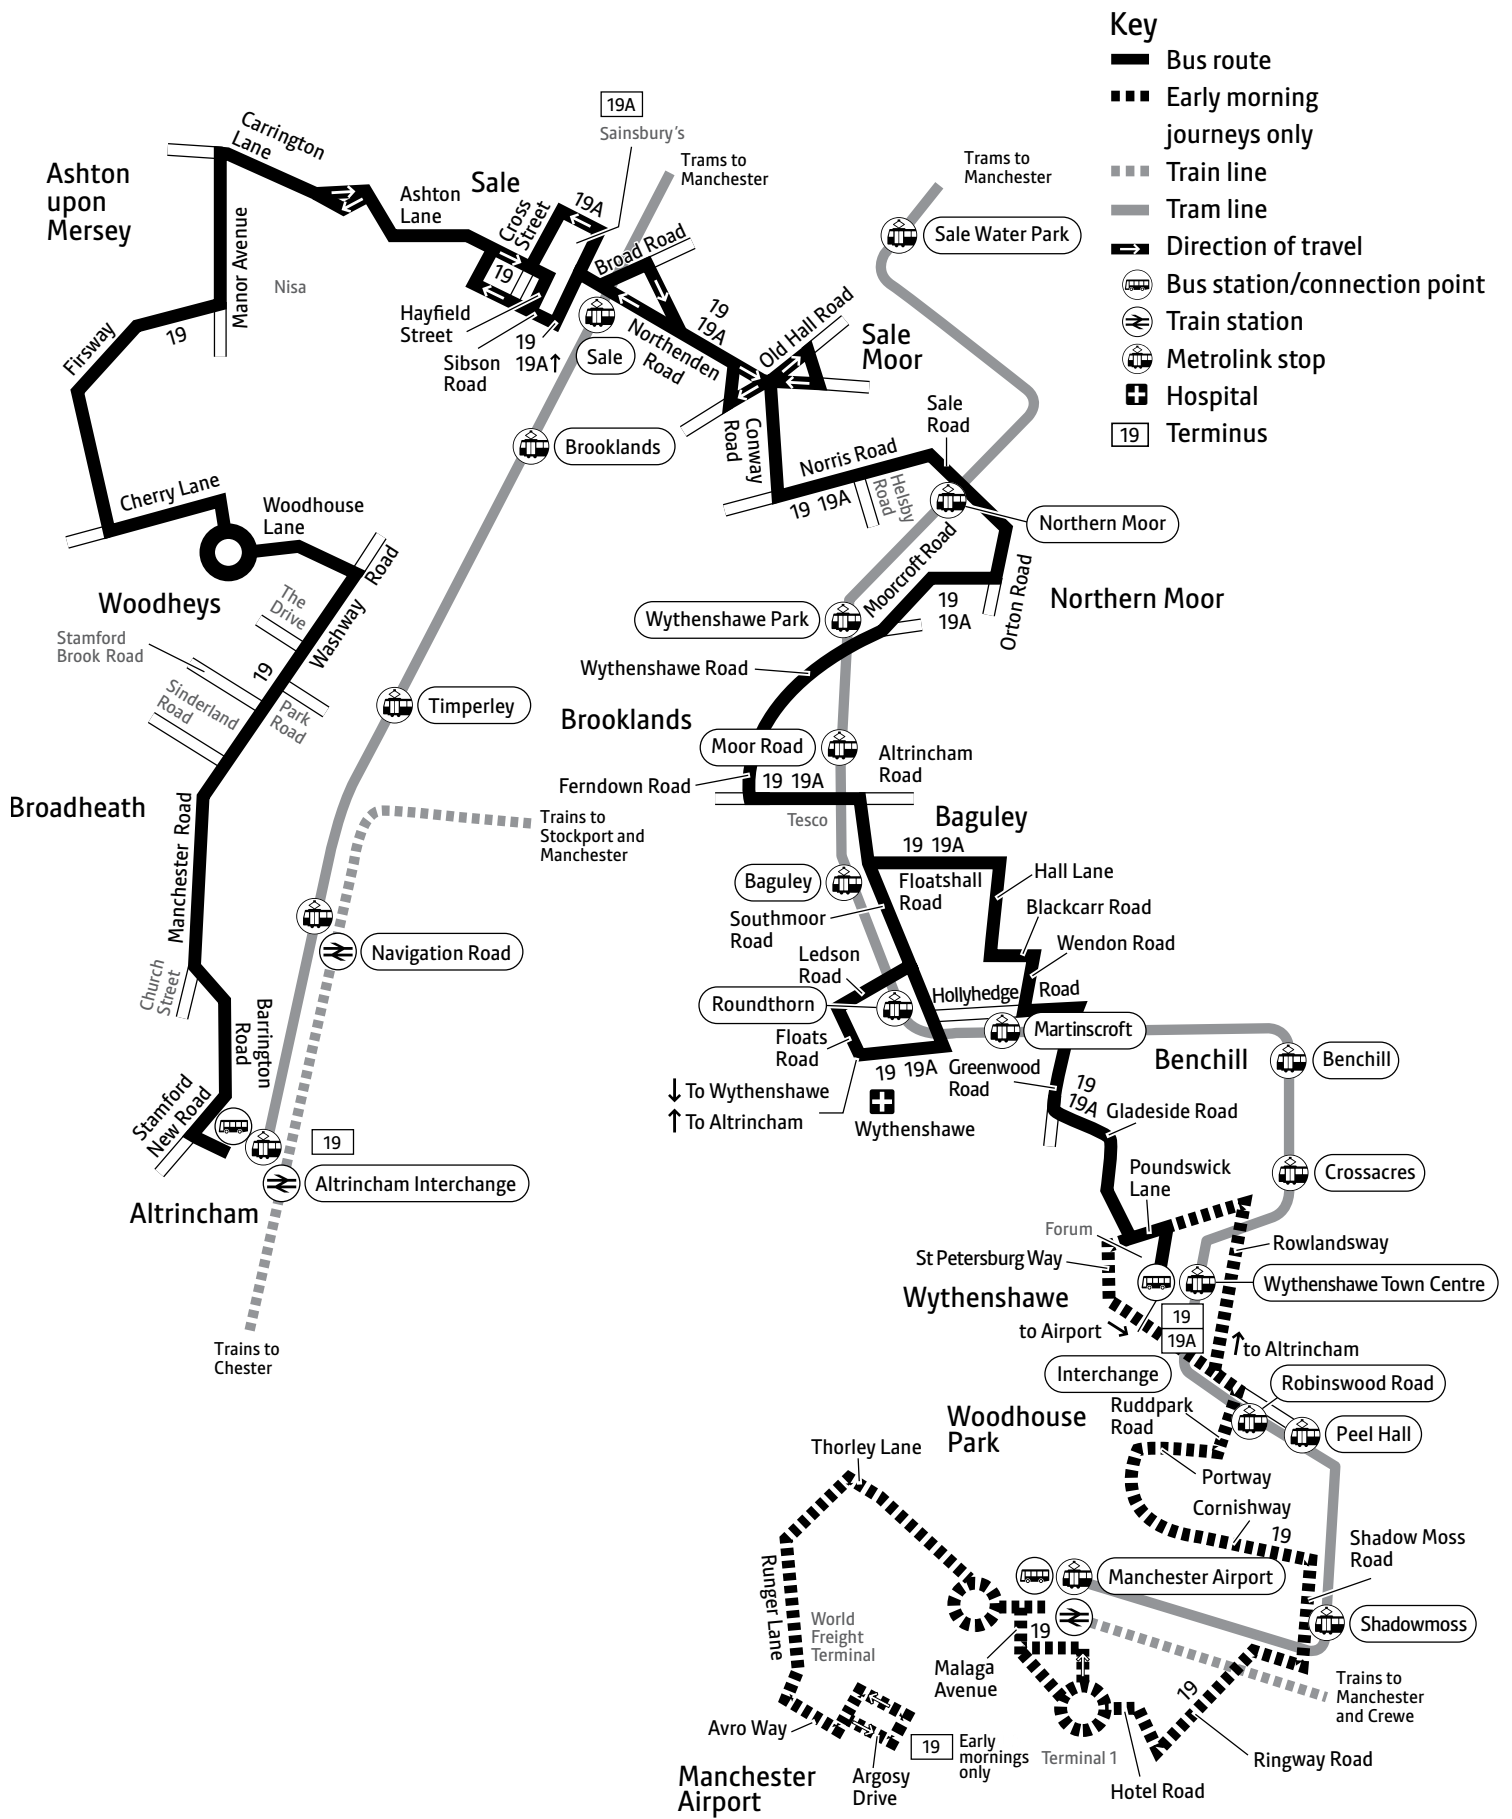 Key
Bus route
Early morning
journeys only
Train line
Tram line
Direction of travel
Bus station/connection point
Train station
Metrolink stop
Hospital
19 Terminus
19A
Sainsbury's
Trams to
Manchester
Trams to
Manchester
Carrington
Lane
Ashton
upon
Mersey
Manor Avenue
Nisa
Firsway
19
Ashton
Lane
Sale
Cross
Street
19A
19
Broad Road
Hayfield
Street
Sibson
Road
19
19A↑
Sale
Northenden
Road
19
19A
Old Hall Road
Sale
Moor
Sale Water Park
Brooklands
Conway
Road
Norris Road
19 19A
Helsby
Road
Sale
Road
Northern Moor
Cherry Lane
Woodhouse
Lane
Woodheys
The
Drive
Washway
Road
Stamford
Brook Road
19
Sinderland
Road
Park
Road
Timperley
Moorcroft Road
19
19A
Orton Road
Northern Moor
Wythenshawe Park
Wythenshawe Road
Brooklands
Moor Road
Altrincham
Road
Ferndown Road
19 19A
Tesco
Broadheath
Manchester Road
Trains to
Stockport and
Manchester
Baguley
19 19A
Baguley
Floatshall
Road
Hall Lane
Southmoor
Road
Blackcarr Road
Wendon Road
Ledson
Road
Navigation Road
Church
Street
Roundthorn
Hollyhedge
Road
Martinscroft
Floats
Road
Barrington
Road
Greenwood
Road
Benchill
Benchill
19 19A
↓ To Wythenshawe
↑ To Altrincham
Wythenshawe
19
19A
Gladeside Road
Stamford
New Road
19
Altrincham Interchange
Altrincham
Poundswick
Lane
Crossacres
Forum
St Petersburg Way
Rowlandsway
Wythenshawe
Wythenshawe Town Centre
to Airport
19
19A
↑to Altrincham
Trains to
Chester
Interchange
Robinswood Road
Woodhouse
Park
Ruddpark
Road
Peel Hall
Thorley Lane
Portway
Cornishway
19
Shadow Moss
Road
Runger Lane
Manchester Airport
World
Freight
Terminal
19
Shadowmoss
Malaga
Avenue
19
Trains to
Manchester
and Crewe
Avro Way
19
Early
mornings
only
Terminal 1
Ringway Road
Manchester
Airport
Argosy
Drive
Hotel Road